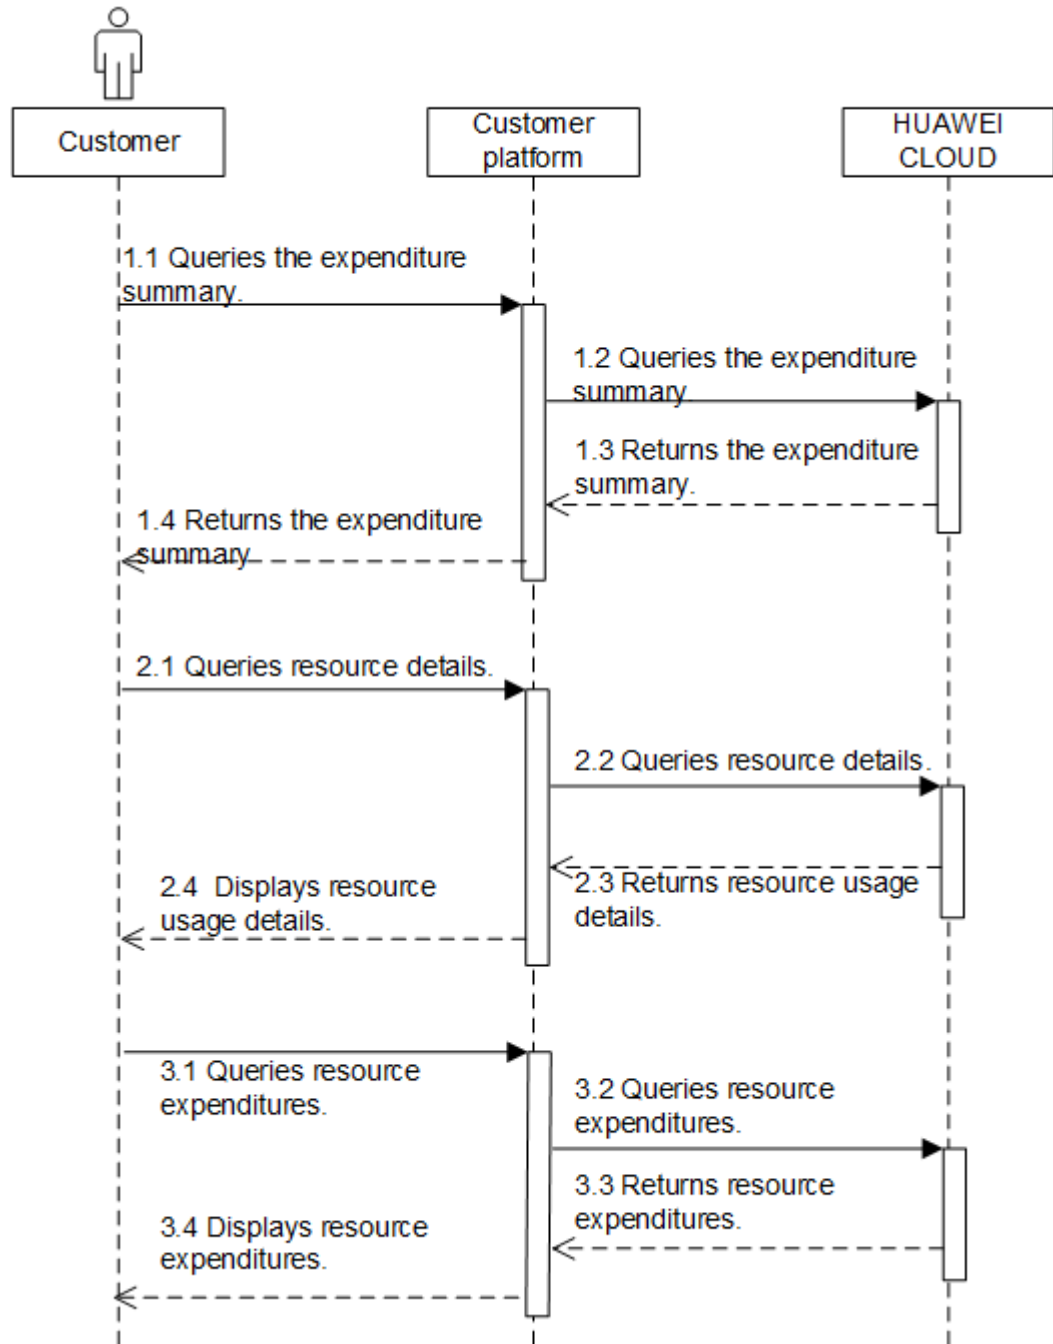 Customer
Customer
platform
HUAWEI
CLOUD
1.1 Queries the expenditure
summary.
1.2 Queries the expenditure
summary.
1.3 Returns the expenditure
summary.
1.4 Returns the expenditure
summary
2.1 Queries resource details.
2.2 Queries resource details.
2.3 Returns resource usage
details.
2.4 Displays resource
usage details.
3.1 Queries resource
expenditures.
3.2 Queries resource
expenditures.
3.3 Returns resource
expenditures.
3.4 Displays resource
expenditures.